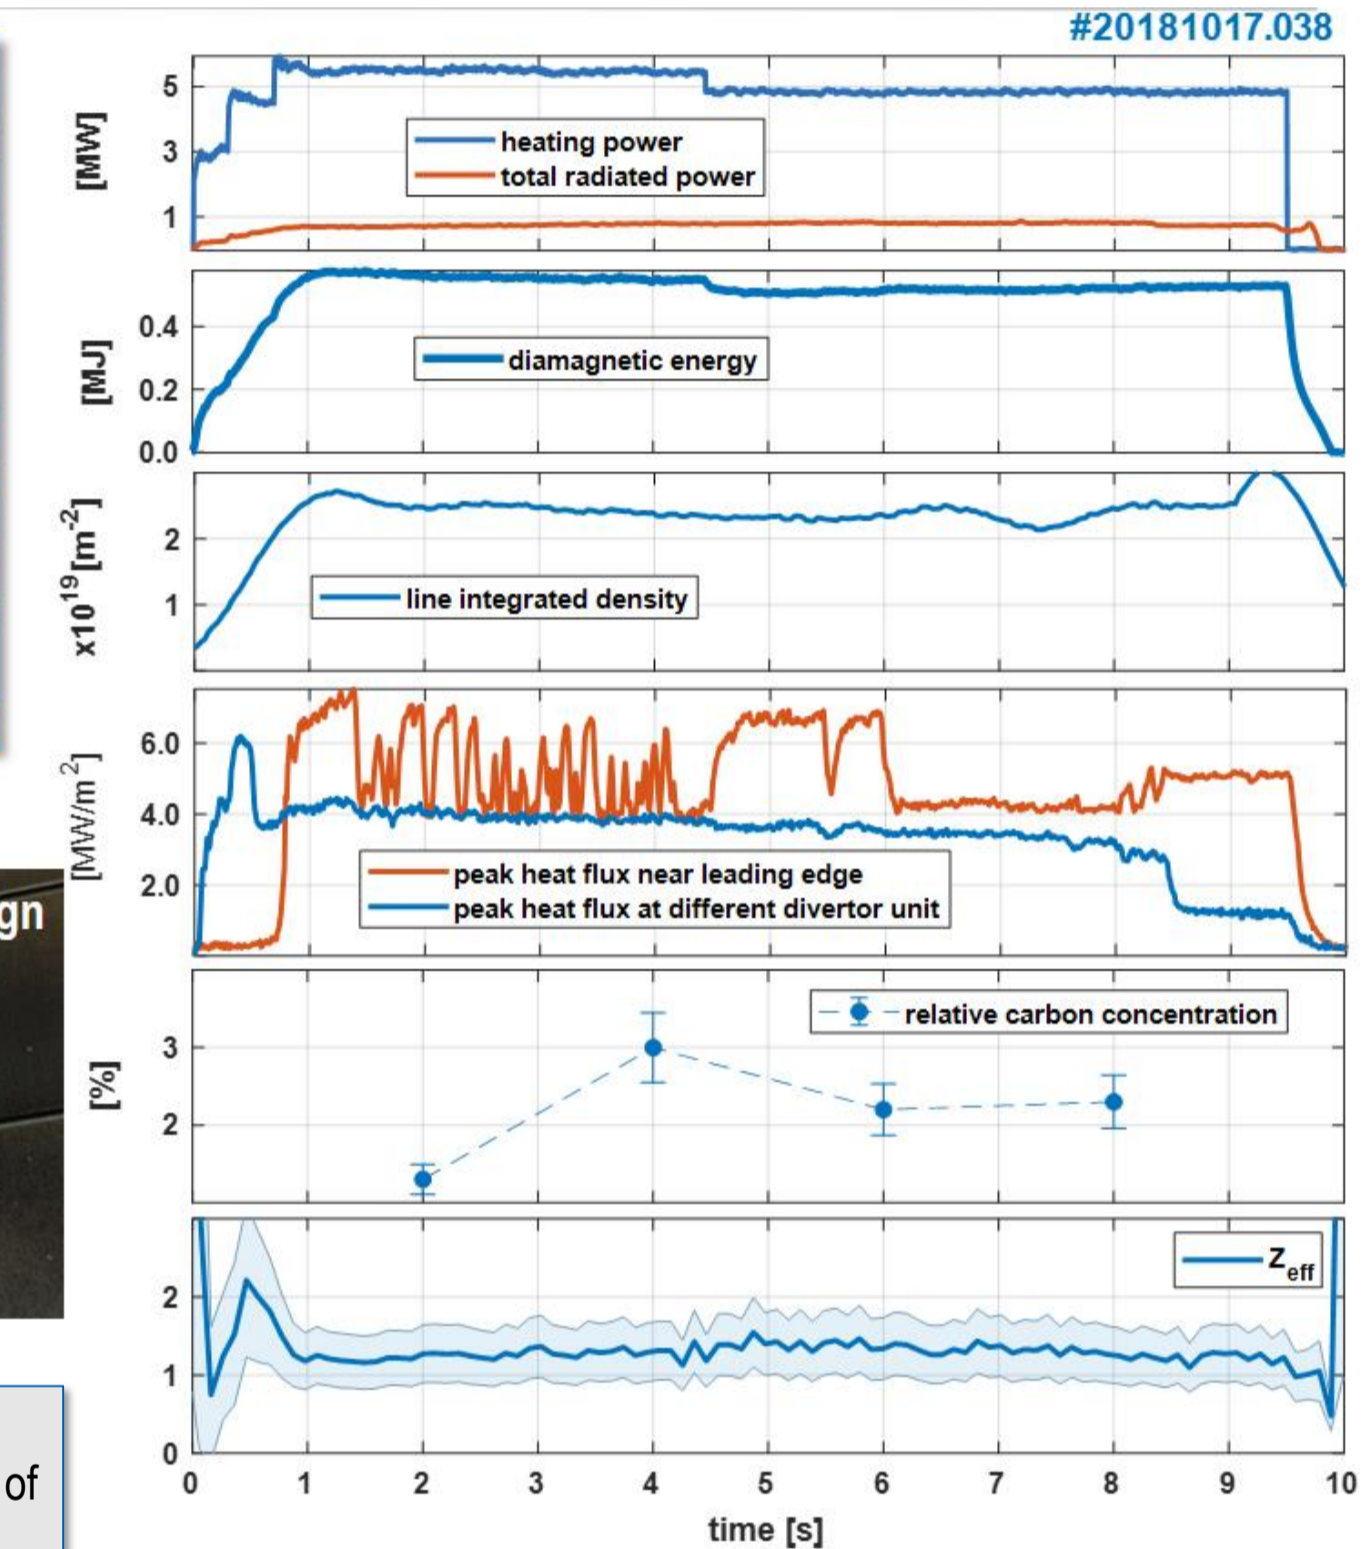 #20181017.038
[MW]
5
3
1
heating power
total radiated power
[MJ]
0.4
0.2
0.0
diamagnetic energy
x10¹⁹[m⁻²]
2
1
line integrated density
[MW/m²]
6.0
4.0
2.0
peak heat flux near leading edge
peak heat flux at different divertor unit
gn
[%]
3
2
relative carbon concentration
2
1
0
Zeff
0 1 2 3 4 5 6 7 8 9 10
time [s]
of